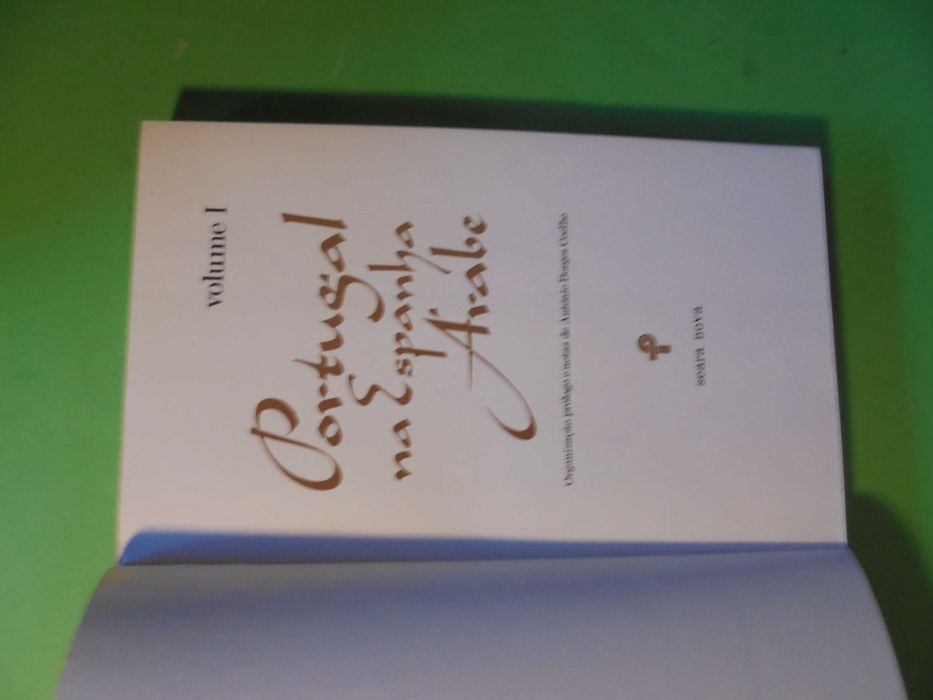 volume I
Portugal
na Espanha
Árabe
Organização prólogo e notas de António Borges Coelho
seara nova